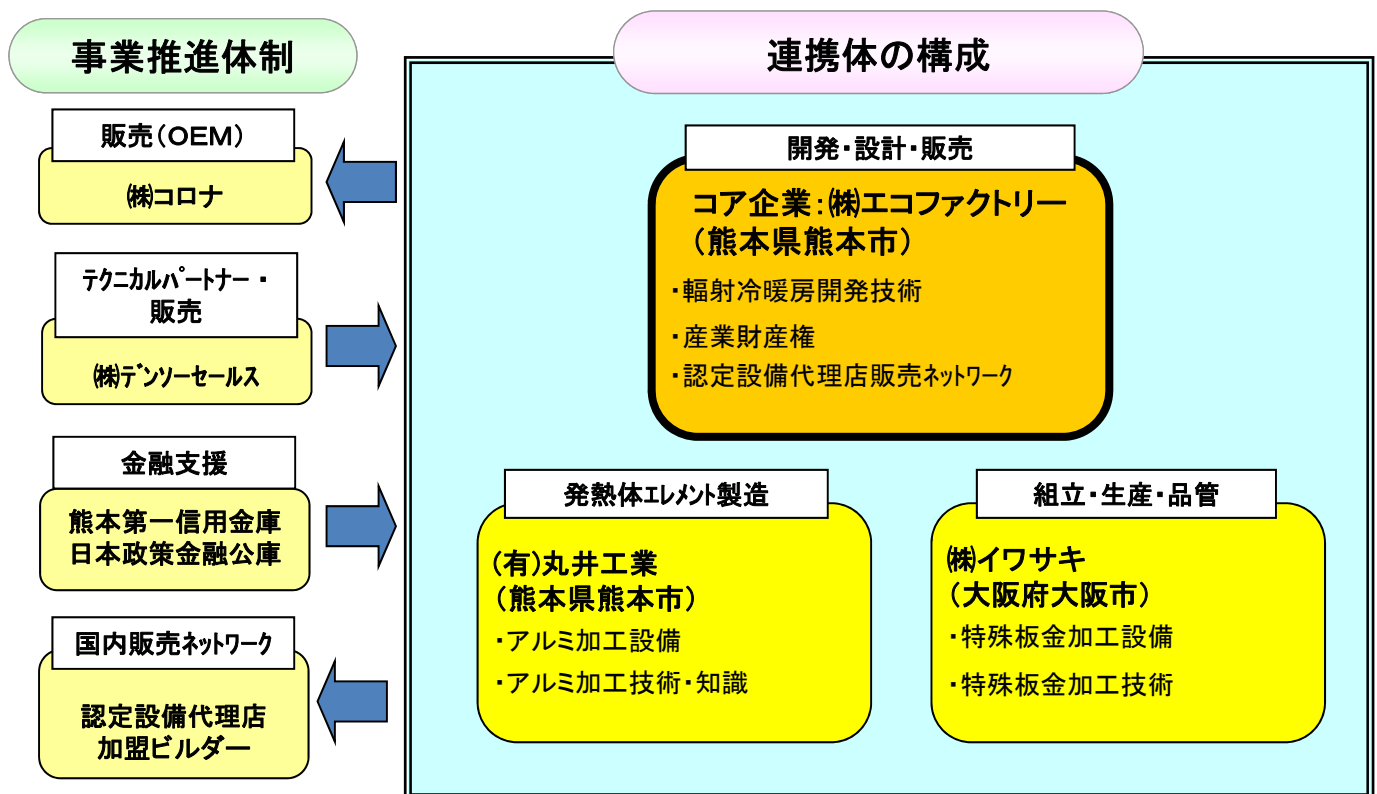 事業推進体制
販売(OEM)
㈱コロナ
ﾃｸﾆｶﾙﾊﾟｰﾄﾅｰ・
販売
㈱ﾃﾞﾝｿｰｾｰﾙｽ
金融支援
熊本第一信用金庫
日本政策金融公庫
国内販売ﾈｯﾄﾜｰｸ
認定設備代理店
加盟ビルダー
連携体の構成
開発・設計・販売
コア企業:㈱エコファクトリー
(熊本県熊本市)
・輻射冷暖房開発技術
・産業財産権
・認定設備代理店販売ﾈｯﾄﾜｰｸ
発熱体ｴﾚﾒﾝﾄ製造
(有)丸井工業
(熊本県熊本市)
・アルミ加工設備
・アルミ加工技術・知識
組立・生産・品管
㈱イワサキ
(大阪府大阪市)
・特殊板金加工設備
・特殊板金加工技術